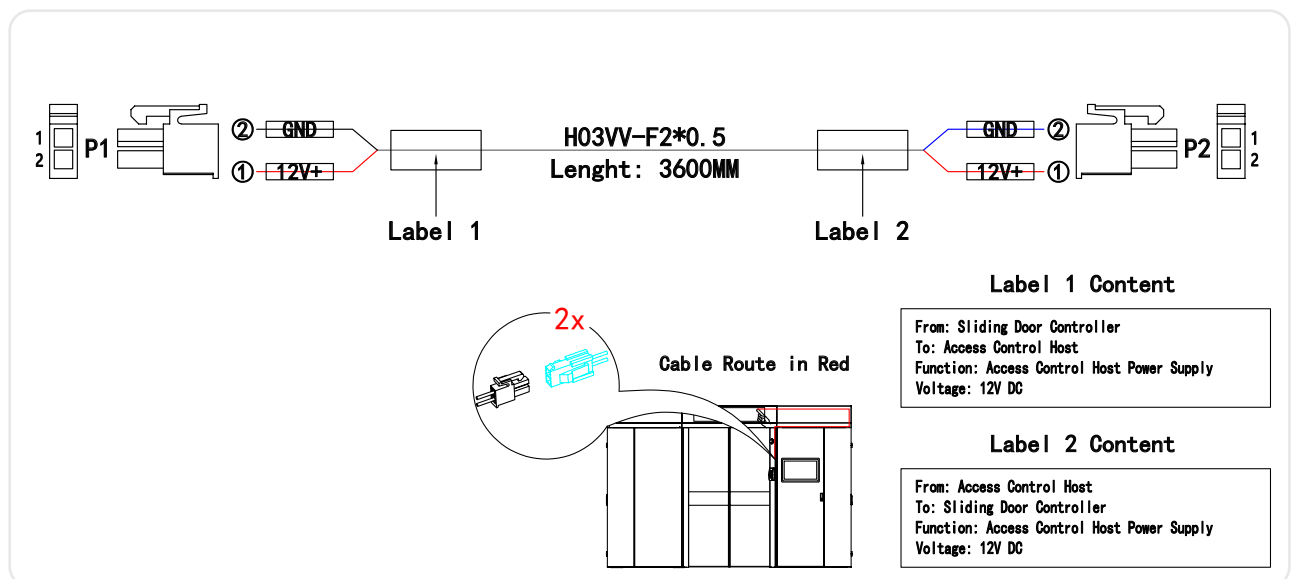 1
2
P1
② GND
① 12V+
H03VV-F2*0.5
Lenght: 3600MM
GND ②
12V+ ①
P2
1
2
Label 1
Label 2
Label 1 Content
From: Sliding Door Controller
To: Access Control Host
Function: Access Control Host Power Supply
Voltage: 12V DC
2x
Cable Route in Red
Label 2 Content
From: Access Control Host
To: Sliding Door Controller
Function: Access Control Host Power Supply
Voltage: 12V DC